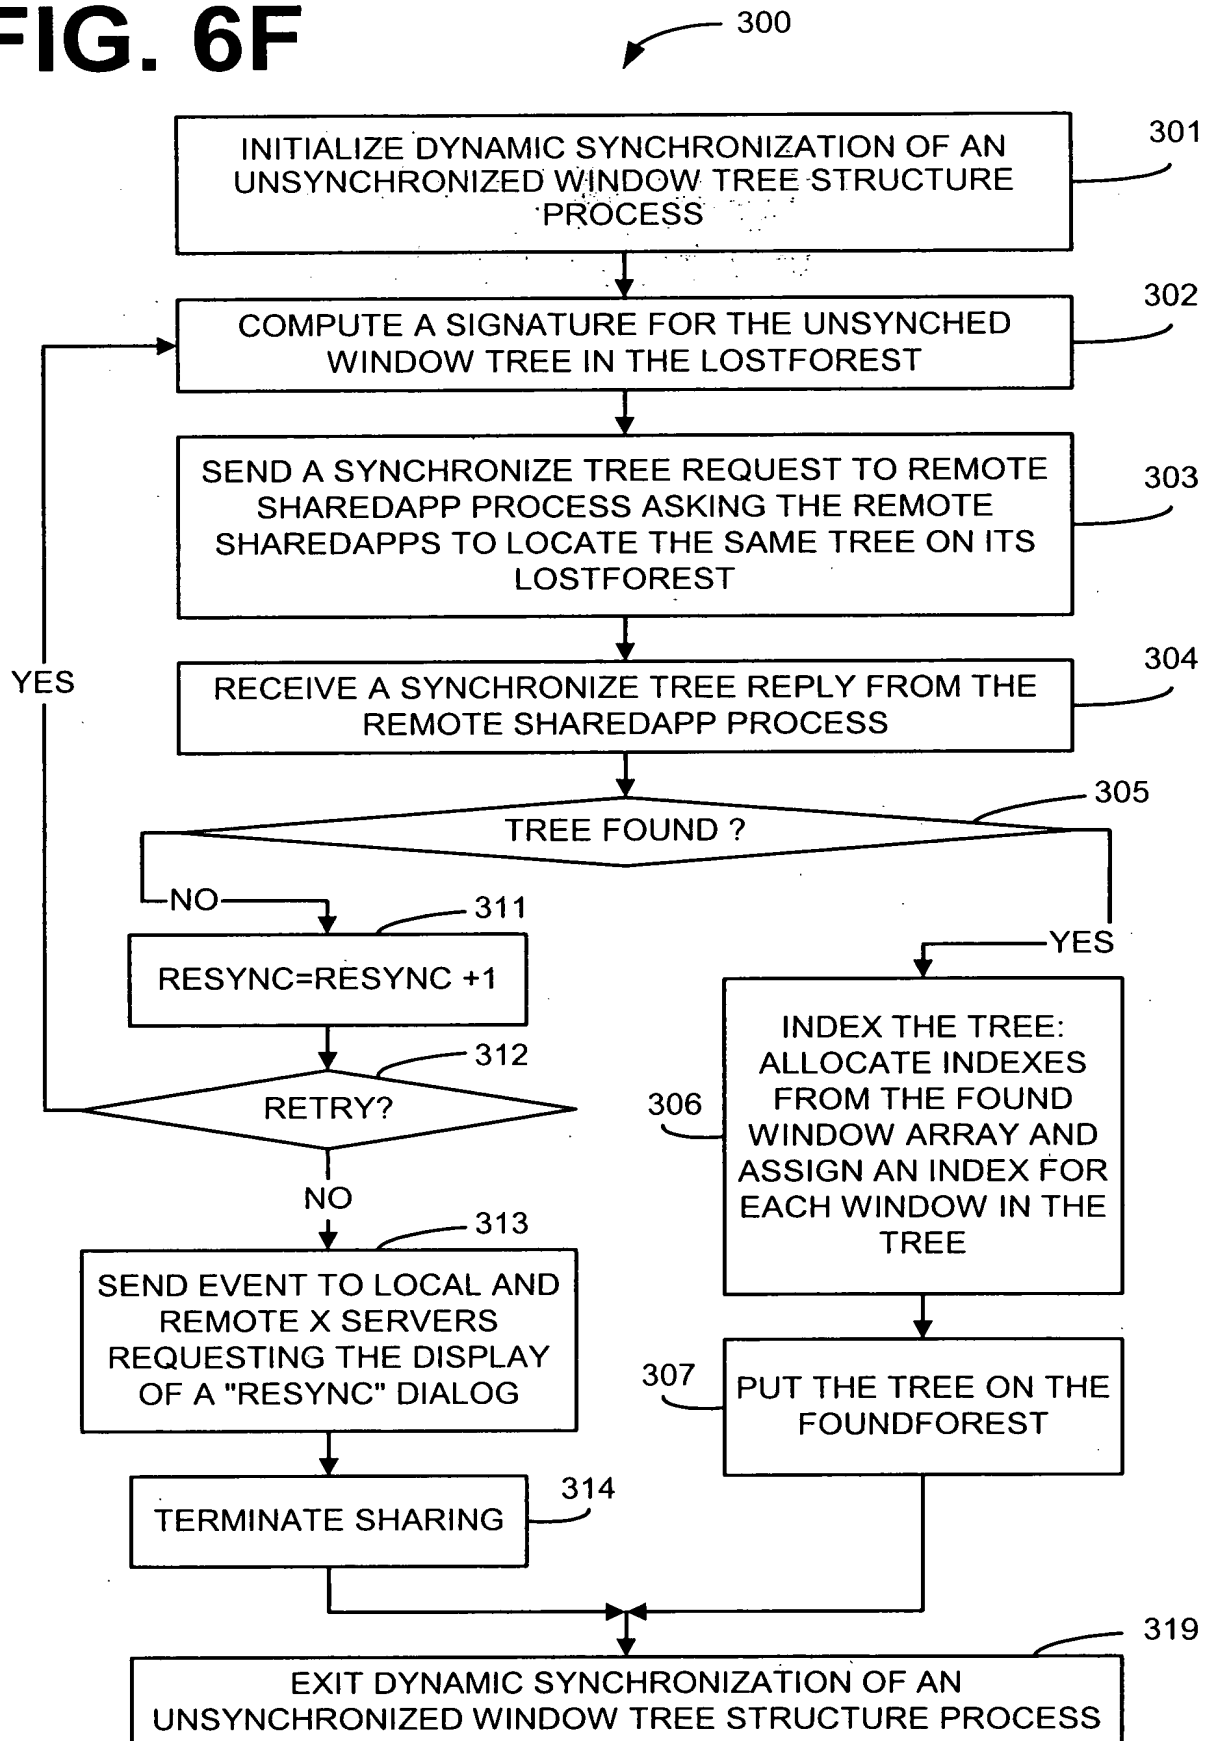 FIG. 6F
300
INITIALIZE DYNAMIC SYNCHRONIZATION OF AN
UNSYNCHRONIZED WINDOW TREE STRUCTURE
PROCESS
301
COMPUTE A SIGNATURE FOR THE UNSYNCHED
WINDOW TREE IN THE LOSTFOREST
302
SEND A SYNCHRONIZE TREE REQUEST TO REMOTE
SHAREDAPP PROCESS ASKING THE REMOTE
SHAREDAPPS TO LOCATE THE SAME TREE ON ITS
LOSTFOREST
303
RECEIVE A SYNCHRONIZE TREE REPLY FROM THE
REMOTE SHAREDAPP PROCESS
304
TREE FOUND ?
305
NO
YES
RESYNC=RESYNC +1
311
RETRY?
312
YES
NO
SEND EVENT TO LOCAL AND
REMOTE X SERVERS
REQUESTING THE DISPLAY
OF A "RESYNC" DIALOG
313
TERMINATE SHARING
314
INDEX THE TREE:
ALLOCATE INDEXES
FROM THE FOUND
WINDOW ARRAY AND
ASSIGN AN INDEX FOR
EACH WINDOW IN THE
TREE
306
PUT THE TREE ON THE
FOUNDFOREST
307
EXIT DYNAMIC SYNCHRONIZATION OF AN
UNSYNCHRONIZED WINDOW TREE STRUCTURE PROCESS
319